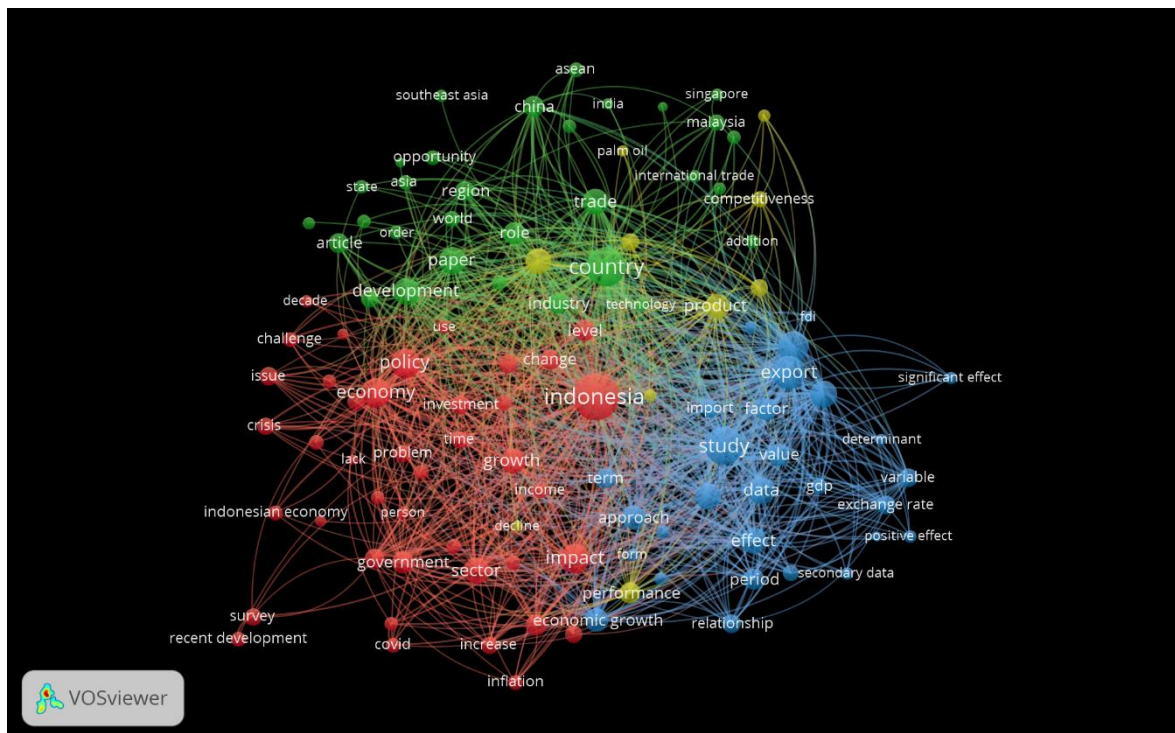 asean
southeast asia
china
india
singapore
malaysia
palm oil
opportunity
international trade
state
asia
region
competitiveness
trade
world
order
role
article
addition
paper
country
development
industry
technology
product
decade
use
level
fdi
challenge
policy
change
export
issue
economy
indonesia
significant effect
investment
import
factor
crisis
time
study
determinant
lack
problem
growth
value
term
income
data
gdp
variable
indonesian economy
person
approach
exchange rate
decline
effect
positive effect
government
sector
impact
form
period
secondary data
performance
survey
economic growth
relationship
recent development
covid
increase
inflation
VOSviewer